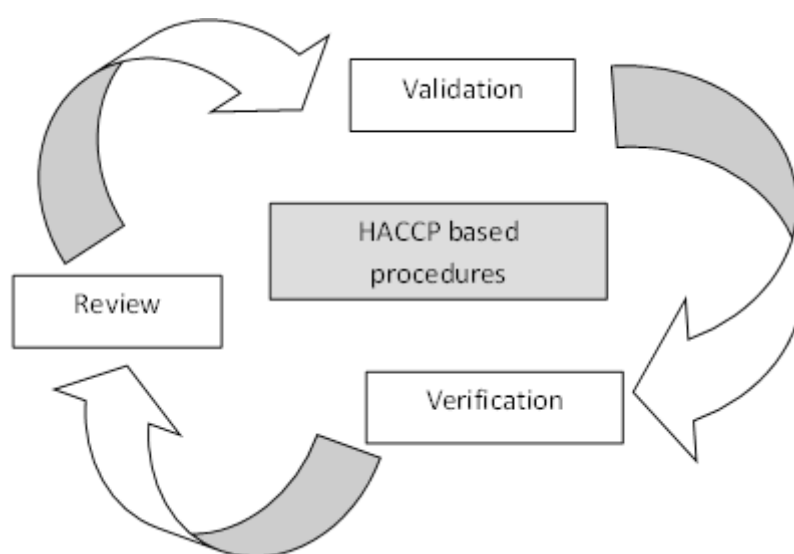 Validation
HACCP based
procedures
Review
Verification